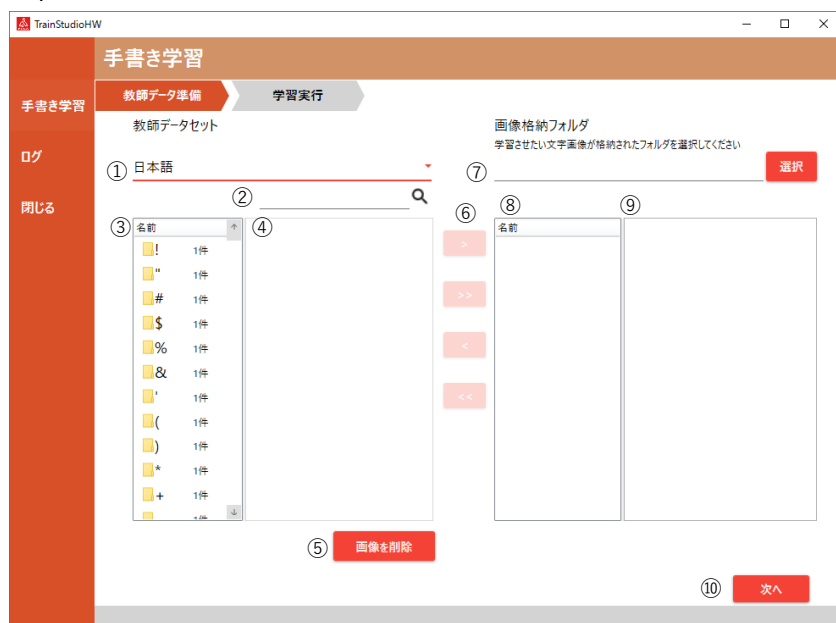 TrainStudioHW
手書き学習
手書き学習
ログ
閉じる
教師データ準備
学習実行
教師データセット
画像格納フォルダ
学習させたい文字画像が格納されたフォルダを選択してください
① 日本語
⑦
選択
②
③ 名前
④
⑥
⑧
名前
⑨
! 1件
" 1件
# 1件
$ 1件
% 1件
& 1件
' 1件
( 1件
) 1件
* 1件
+ 1件
>
>>
<
<<
⑤ 画像を削除
⑩ 次へ